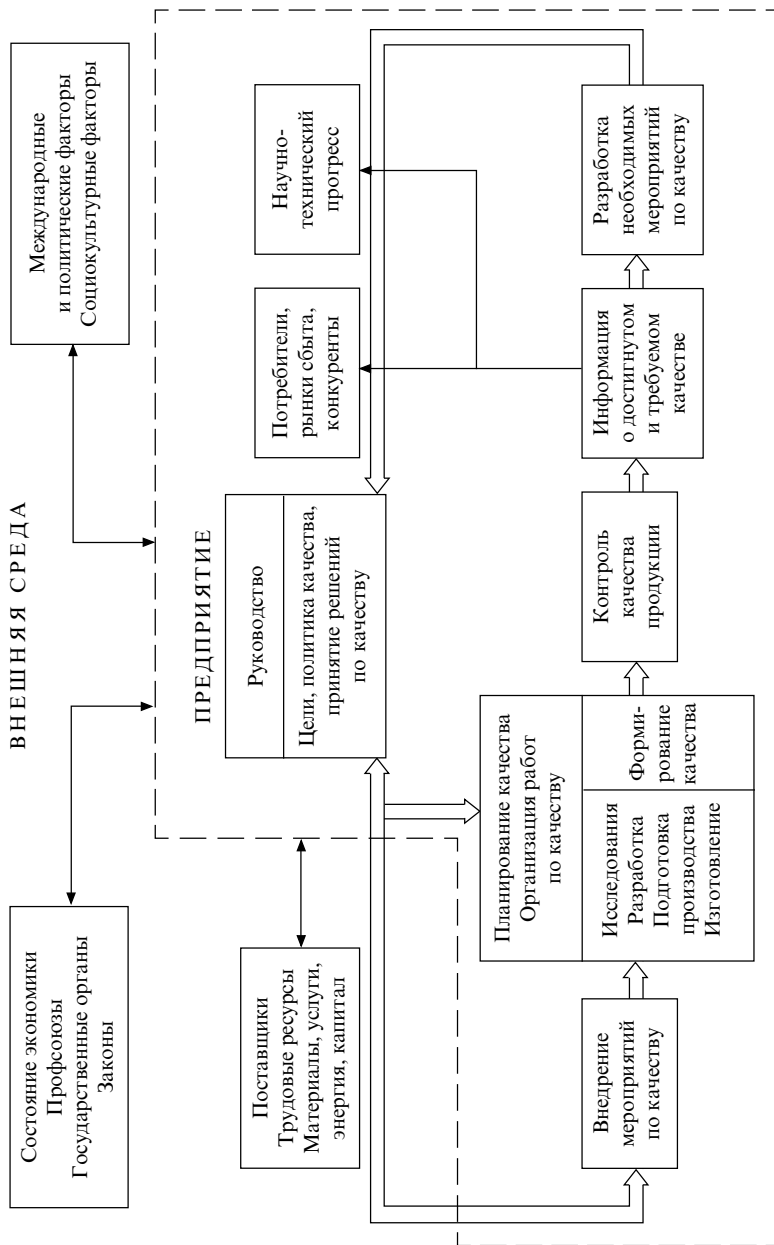 ВНЕШНЯЯ СРЕДА
Состояние экономики
Профсоюзы
Государственные органы
Законы
Международные
и политические факторы
Социокультурные факторы
ПРЕДПРИЯТИЕ
Поставщики
Трудовые ресурсы
Материалы, услуги,
энергия, капитал
Руководство
Цели, политика качества,
принятие решений
по качеству
Потребители,
рынки сбыта,
конкуренты
Научно-
технический
прогресс
Планирование качества
Организация работ
по качеству
Исследования
Разработка
Подготовка
производства
Изготовление
Форми-
рование
качества
Внедрение
мероприятий
по качеству
Контроль
качества
продукции
Информация
о достигнутом
и требуемом
качестве
Разработка
необходимых
мероприятий
по качеству